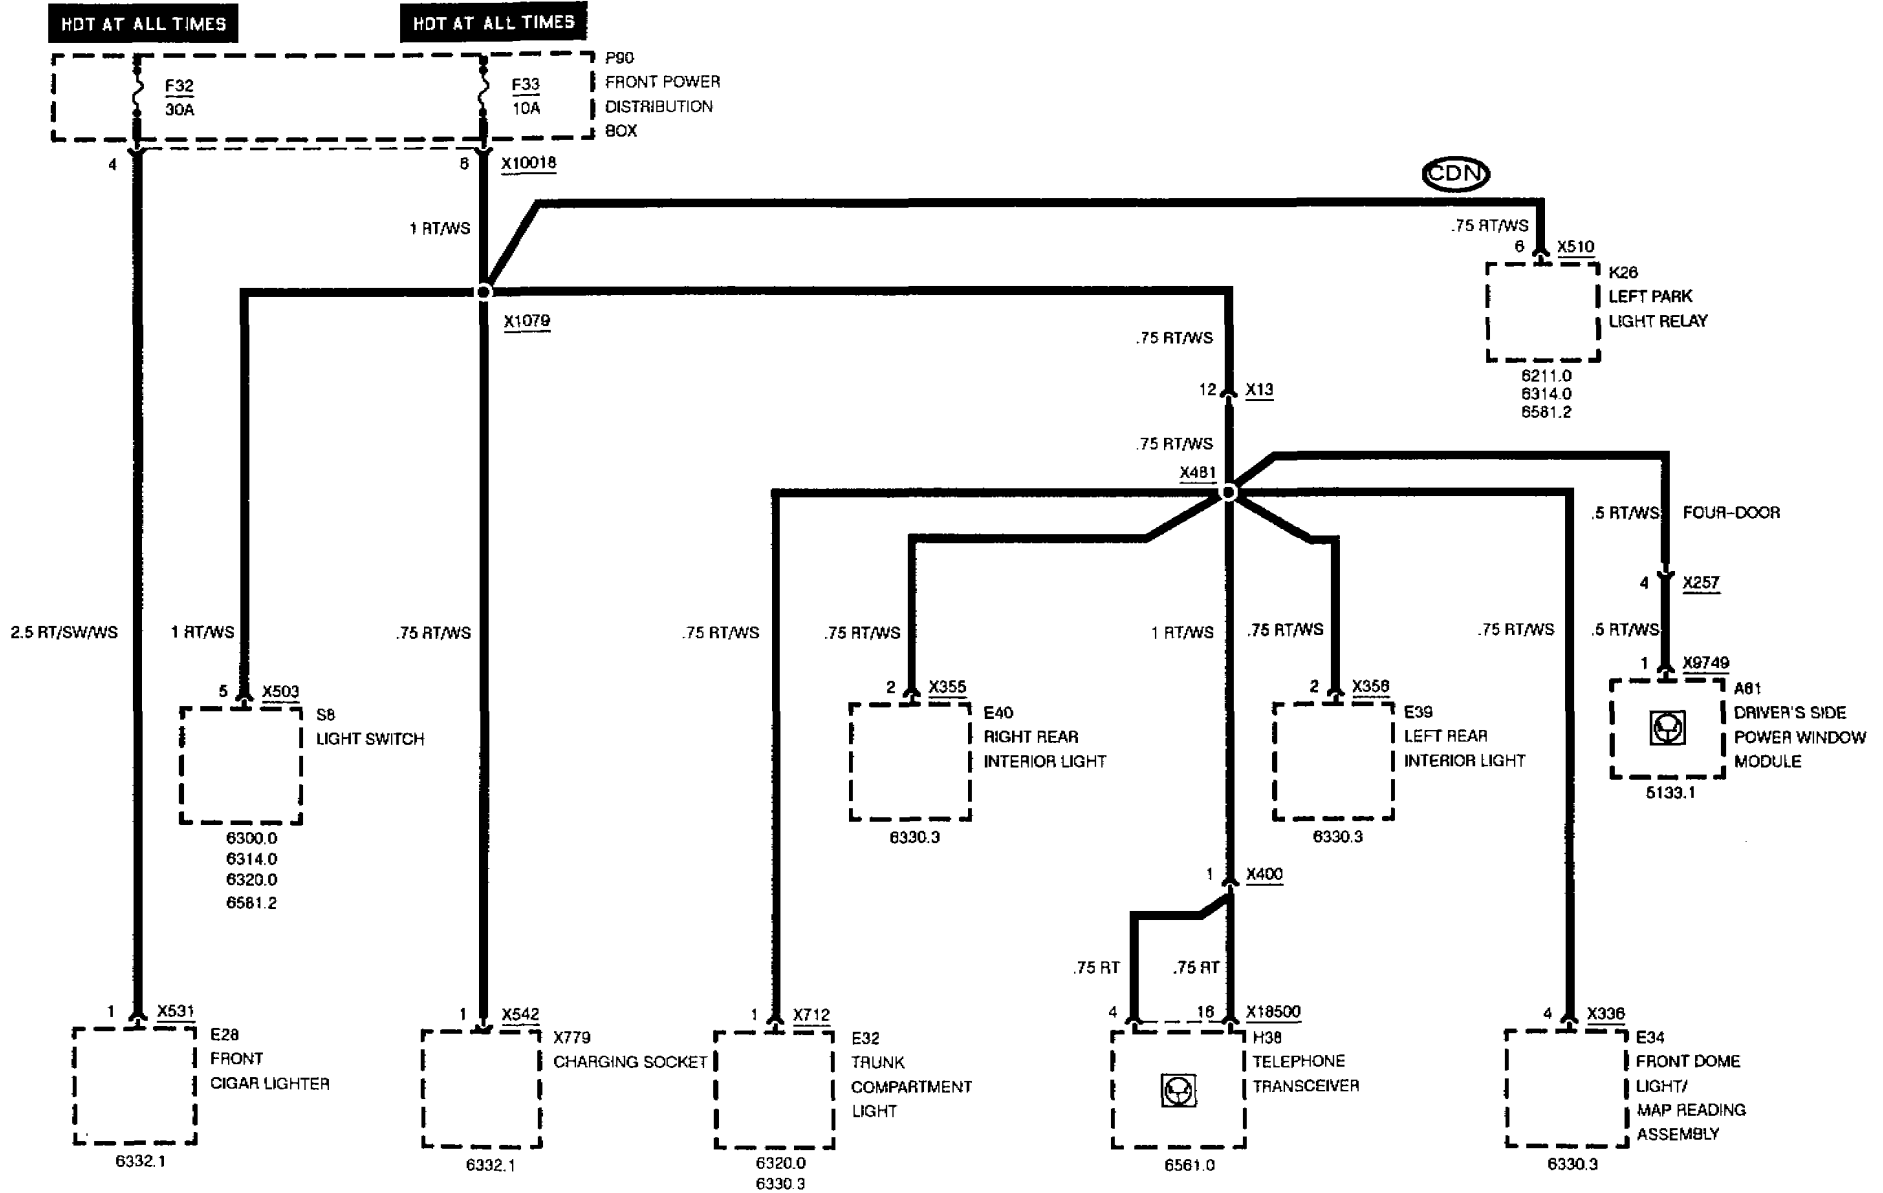 HOT AT ALL TIMES
HOT AT ALL TIMES
P90
FRONT POWER
DISTRIBUTION
BOX
F32
30A
F33
10A
4
8
X10018
CDN
1 RT/WS
.75 RT/WS
6
X510
K26
LEFT PARK
LIGHT RELAY
6211.0
6314.0
6581.2
X1079
.75 RT/WS
12
X13
.75 RT/WS
X481
.5 RT/WS
FOUR-DOOR
4
X257
2.5 RT/SW/WS
1 RT/WS
.75 RT/WS
.75 RT/WS
.75 RT/WS
1 RT/WS
.75 RT/WS
.75 RT/WS
.5 RT/WS
5
X503
S8
LIGHT SWITCH
6300.0
6314.0
6320.0
6581.2
2
X355
E40
RIGHT REAR
INTERIOR LIGHT
6330.3
2
X356
E39
LEFT REAR
INTERIOR LIGHT
6330.3
1
X9749
A81
DRIVER'S SIDE
POWER WINDOW
MODULE
5133.1
1
X400
.75 RT
.75 RT
1
X531
E28
FRONT
CIGAR LIGHTER
6332.1
1
X542
X779
CHARGING SOCKET
6332.1
1
X712
E32
TRUNK
COMPARTMENT
LIGHT
6320.0
6330.3
4
16
X18500
H38
TELEPHONE
TRANSCEIVER
6561.0
4
X336
E34
FRONT DOME
LIGHT/
MAP READING
ASSEMBLY
6330.3